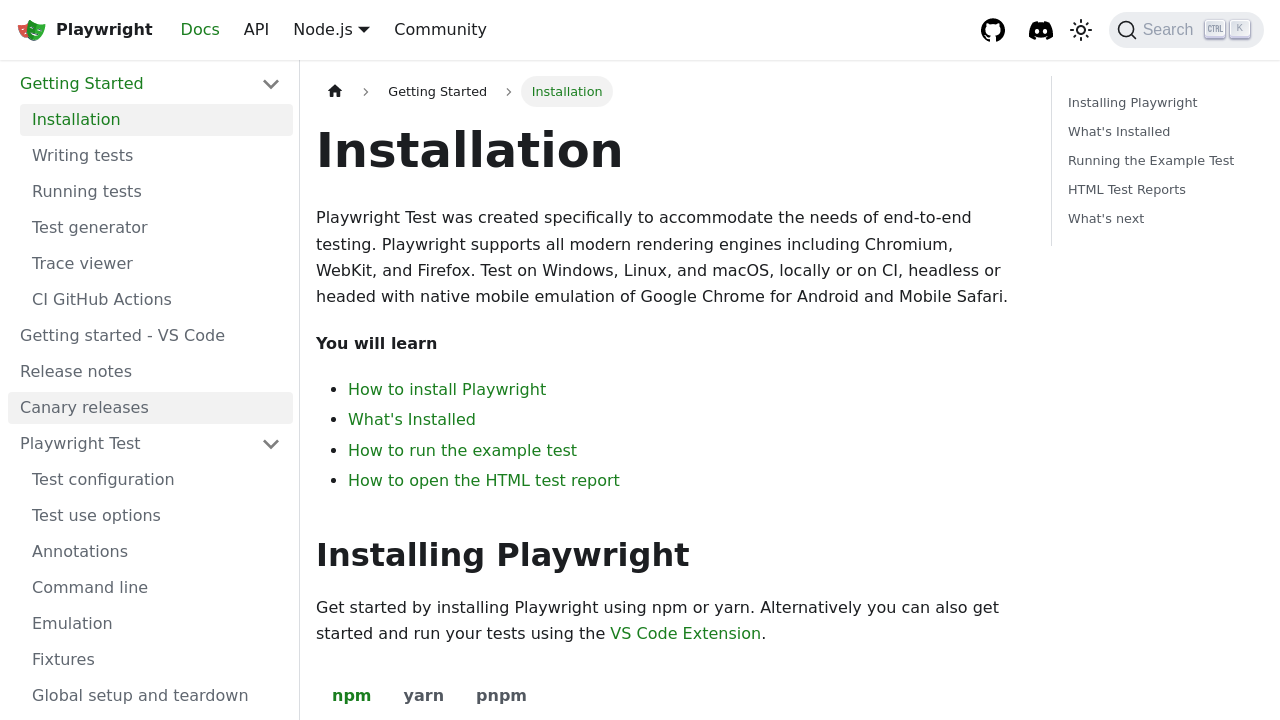 Playwright
Docs
API
Node.js
Community
Search
CTRL
K
Getting Started
Installation
Writing tests
Running tests
Test generator
Trace viewer
CI GitHub Actions
Getting started - VS Code
Release notes
Canary releases
Playwright Test
Test configuration
Test use options
Annotations
Command line
Emulation
Fixtures
Global setup and teardown
Getting Started
Installation
Installation
Playwright Test was created specifically to accommodate the needs of end-to-end
testing. Playwright supports all modern rendering engines including Chromium,
WebKit, and Firefox. Test on Windows, Linux, and macOS, locally or on CI, headless or
headed with native mobile emulation of Google Chrome for Android and Mobile Safari.
You will learn
How to install Playwright
What's Installed
How to run the example test
How to open the HTML test report
Installing Playwright
Get started by installing Playwright using npm or yarn. Alternatively you can also get
started and run your tests using the VS Code Extension.
npm
yarn
pnpm
Installing Playwright
What's Installed
Running the Example Test
HTML Test Reports
What's next